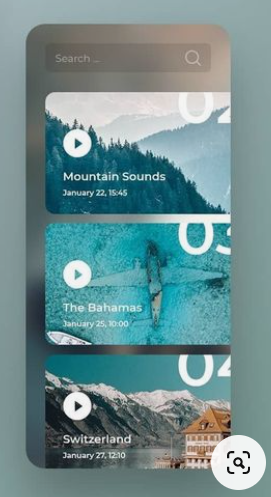 Search ...
02
Mountain Sounds
January 22, 15:45
03
The Bahamas
January 25, 10:00
04
Switzerland
January 27, 12:10